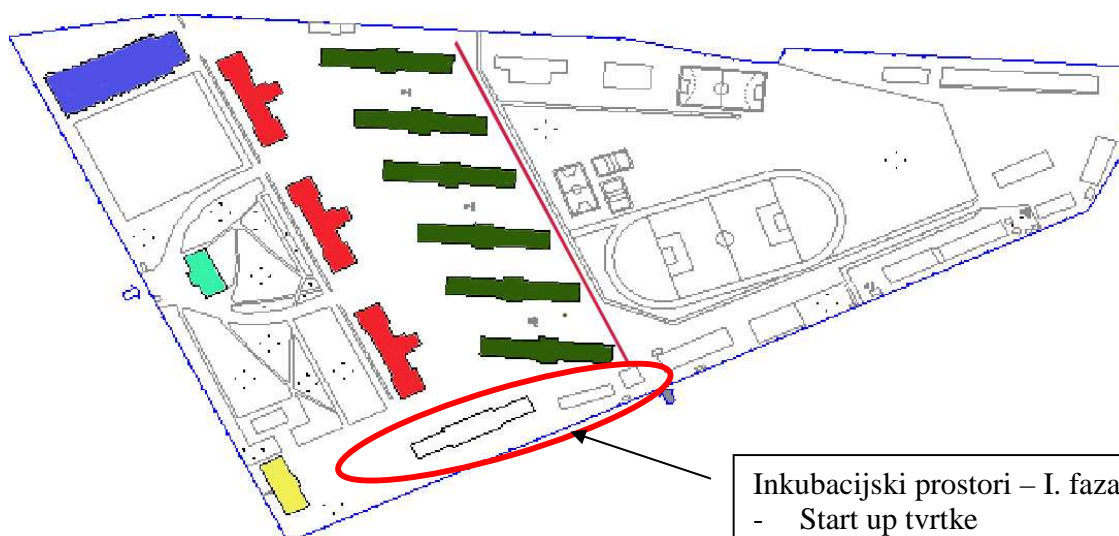 Inkubacijski prostori – I. faza
- Start up tvrtke